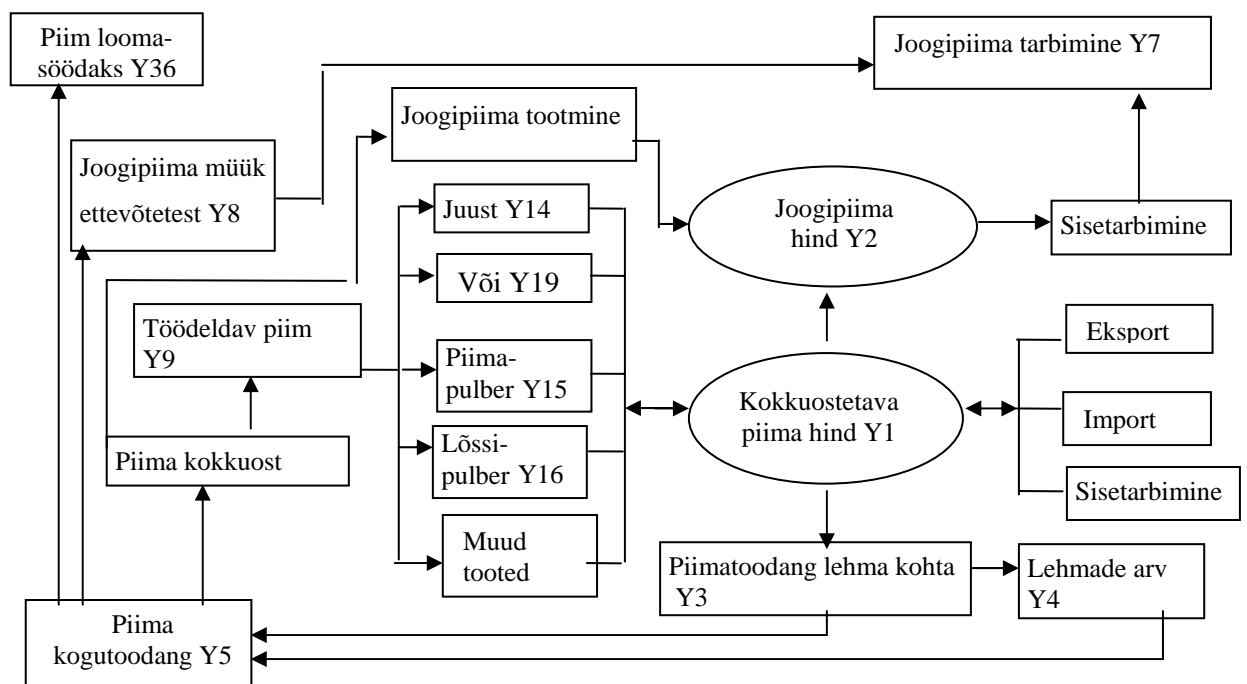 Piim looma-
söödaks Y36
Joogipiima tarbimine Y7
Joogipiima tootmine
Joogipiima müük
ettevõtetest Y8
Juust Y14
Joogipiima
hind Y2
Sisetarbimine
Või Y19
Töödeldav piim
Y9
Piima-
pulber Y15
Kokkuostetava
piima hind Y1
Eksport
Import
Piima kokkuost
Lõssi-
pulber Y16
Sisetarbimine
Muud
tooted
Piimatoodang lehma kohta
Y3
Lehmade arv
Y4
Piima
kogutoodang Y5